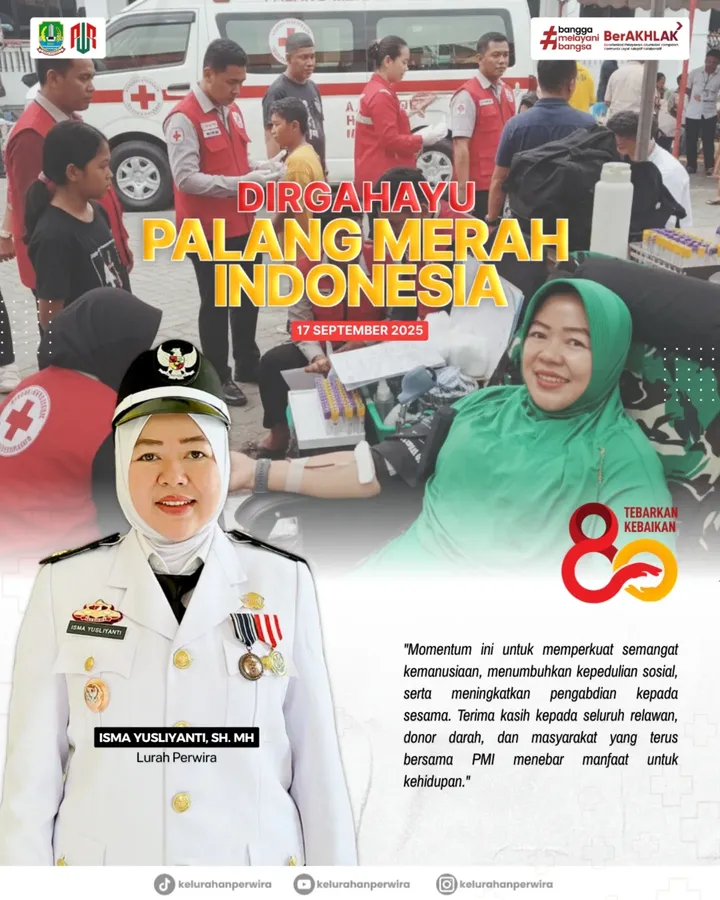 #bangga
melayani
bangsa
BerAKHLAK
PALANG MERAH
DIRGAHAYU
PALANG MERAH
INDONESIA
17 SEPTEMBER 2025
TEBARKAN
KEBAIKAN
80
ISMA YUSLIYANTI
"Momentum ini untuk memperkuat semangat
kemanusiaan, menumbuhkan kepedulian sosial,
serta meningkatkan pengabdian kepada
sesama. Terima kasih kepada seluruh relawan,
donor darah, dan masyarakat yang terus
bersama PMI menebar manfaat untuk
kehidupan."
ISMA YUSLIYANTI, SH. MH
Lurah Perwira
kelurahanperwira
kelurahanperwira
kelurahanperwira